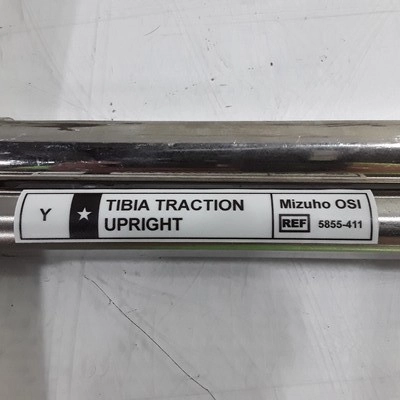 Y
TIBIA TRACTION
UPRIGHT
Mizuho OSI
REF 5855-411